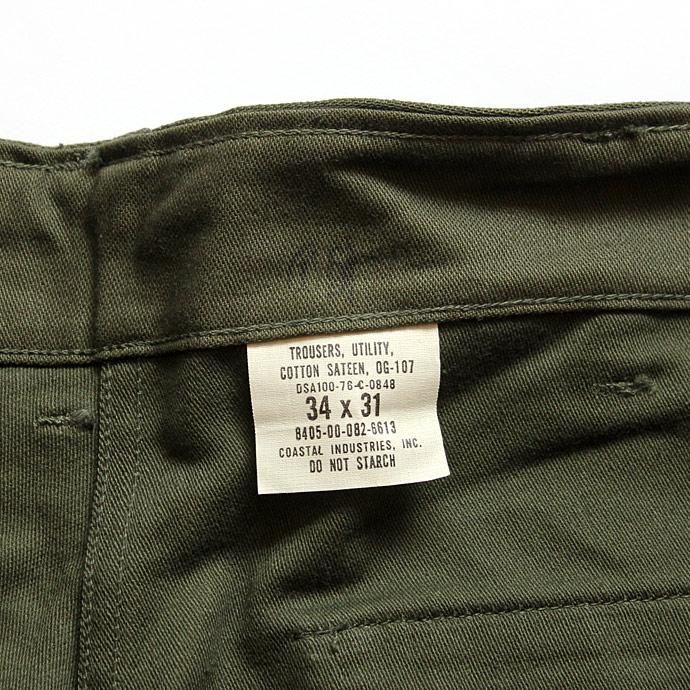 TROUSERS, UTILITY,
COTTON SATEEN, OG-107
DSA100-76-C-0848
34 x 31
8405-00-082-6613
COASTAL INDUSTRIES, INC.
DO NOT STARCH